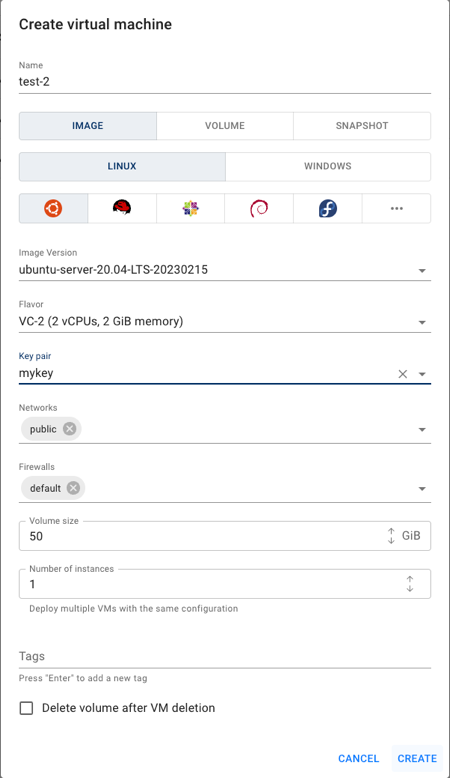 Create virtual machine
Name
test-2
IMAGE VOLUME SNAPSHOT
LINUX WINDOWS
Image Version
ubuntu-server-20.04-LTS-20230215
Flavor
VC-2 (2 vCPUs, 2 GiB memory)
Key pair
mykey
Networks
public
Firewalls
default
Volume size
50 GiB
Number of instances
1
Deploy multiple VMs with the same configuration
Tags
Press "Enter" to add a new tag
Delete volume after VM deletion
CANCEL CREATE